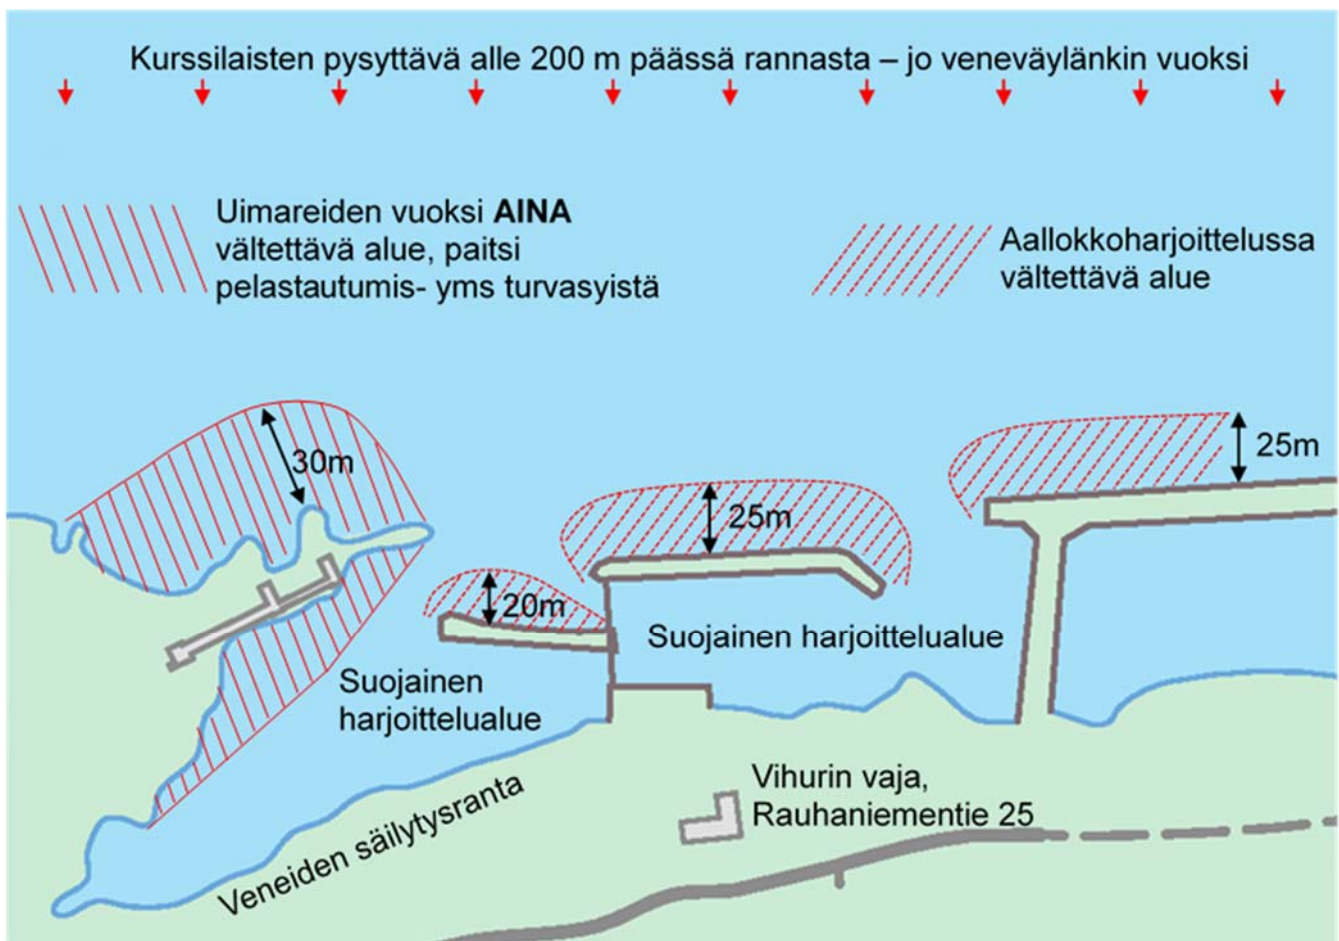 Kurssilaisten pysyttävä alle 200 m päässä rannasta – jo veneväylänkin vuoksi
Uimareiden vuoksi AINA
vältettävä alue, paitsi
pelastautumis- yms turvasyistä
Aallokkoharjoittelussa
vältettävä alue
30m
25m
25m
20m
Suojainen harjoittelualue
Suojainen
harjoittelualue
Veneiden säilytysranta
Vihurin vaja,
Rauhaniementie 25